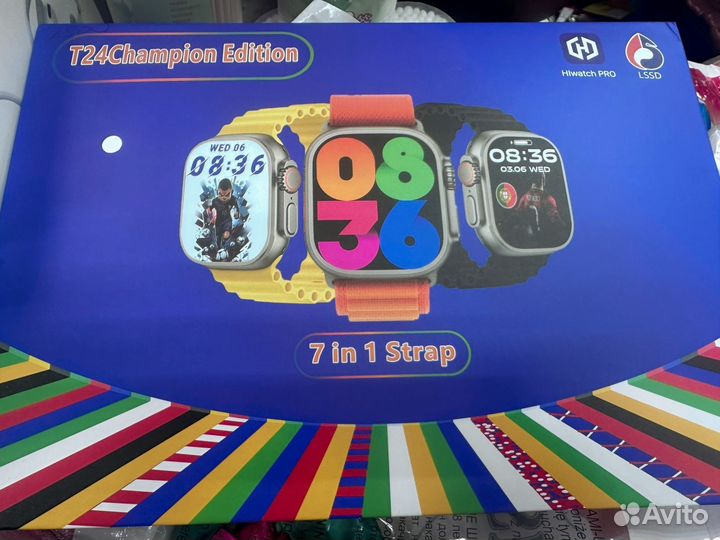 T24Champion Edition
HIwatch PRO
LSSD
WED 06
08:36
08
36
08:36
03.06 WED
7 in 1 Strap
Avito